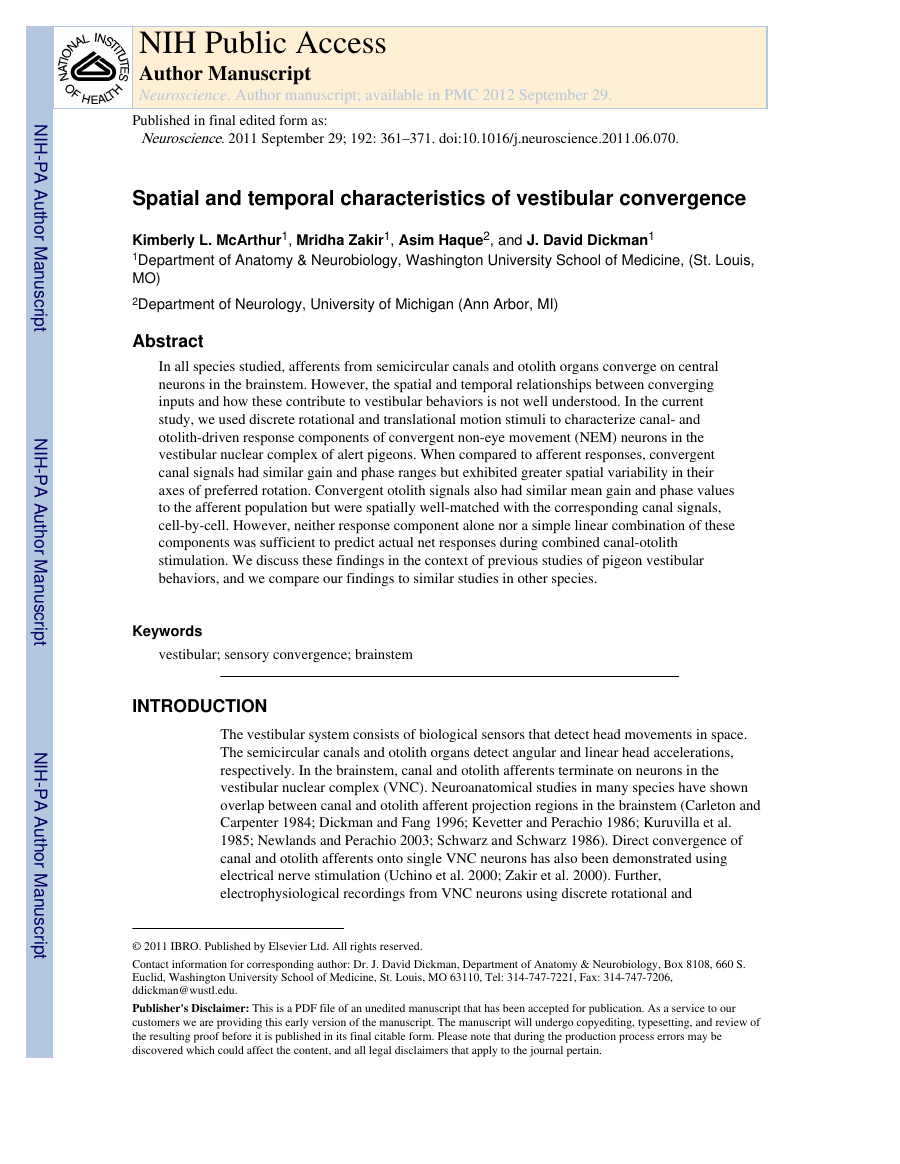 NATIONAL INSTITUTES OF HEALTH
NIH Public Access
Author Manuscript
Neuroscience. Author manuscript; available in PMC 2012 September 29.
NIH-PA Author Manuscript
NIH-PA Author Manuscript
NIH-PA Author Manuscript
Published in final edited form as:
Neuroscience. 2011 September 29; 192: 361–371. doi:10.1016/j.neuroscience.2011.06.070.
Spatial and temporal characteristics of vestibular convergence
Kimberly L. McArthur1, Mridha Zakir1, Asim Haque2, and J. David Dickman1
1Department of Anatomy & Neurobiology, Washington University School of Medicine, (St. Louis,
MO)
2Department of Neurology, University of Michigan (Ann Arbor, MI)
Abstract
In all species studied, afferents from semicircular canals and otolith organs converge on central
neurons in the brainstem. However, the spatial and temporal relationships between converging
inputs and how these contribute to vestibular behaviors is not well understood. In the current
study, we used discrete rotational and translational motion stimuli to characterize canal- and
otolith-driven response components of convergent non-eye movement (NEM) neurons in the
vestibular nuclear complex of alert pigeons. When compared to afferent responses, convergent
canal signals had similar gain and phase ranges but exhibited greater spatial variability in their
axes of preferred rotation. Convergent otolith signals also had similar mean gain and phase values
to the afferent population but were spatially well-matched with the corresponding canal signals,
cell-by-cell. However, neither response component alone nor a simple linear combination of these
components was sufficient to predict actual net responses during combined canal-otolith
stimulation. We discuss these findings in the context of previous studies of pigeon vestibular
behaviors, and we compare our findings to similar studies in other species.
Keywords
vestibular; sensory convergence; brainstem
INTRODUCTION
The vestibular system consists of biological sensors that detect head movements in space.
The semicircular canals and otolith organs detect angular and linear head accelerations,
respectively. In the brainstem, canal and otolith afferents terminate on neurons in the
vestibular nuclear complex (VNC). Neuroanatomical studies in many species have shown
overlap between canal and otolith afferent projection regions in the brainstem (Carleton and
Carpenter 1984; Dickman and Fang 1996; Kevetter and Perachio 1986; Kuruvilla et al.
1985; Newlands and Perachio 2003; Schwarz and Schwarz 1986). Direct convergence of
canal and otolith afferents onto single VNC neurons has also been demonstrated using
electrical nerve stimulation (Uchino et al. 2000; Zakir et al. 2000). Further,
electrophysiological recordings from VNC neurons using discrete rotational and
© 2011 IBRO. Published by Elsevier Ltd. All rights reserved.
Contact information for corresponding author: Dr. J. David Dickman, Department of Anatomy & Neurobiology, Box 8108, 660 S.
Euclid, Washington University School of Medicine, St. Louis, MO 63110, Tel: 314-747-7221, Fax: 314-747-7206,
ddickman@wustl.edu.
Publisher's Disclaimer: This is a PDF file of an unedited manuscript that has been accepted for publication. As a service to our
customers we are providing this early version of the manuscript. The manuscript will undergo copyediting, typesetting, and review of
the resulting proof before it is published in its final citable form. Please note that during the production process errors may be
discovered which could affect the content, and all legal disclaimers that apply to the journal pertain.